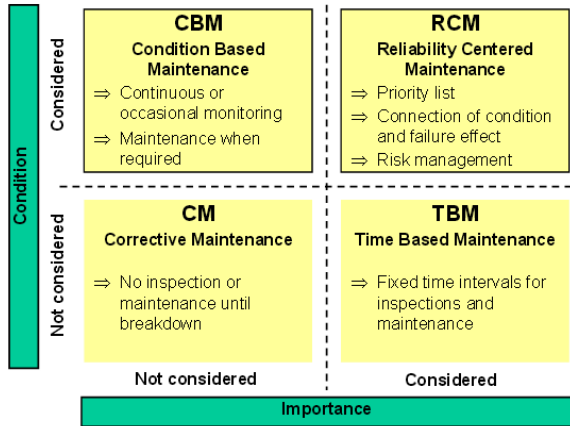 CBM
Condition Based
Maintenance
⇒ Continuous or
occasional monitoring
⇒ Maintenance when
required
RCM
Reliability Centered
Maintenance
⇒ Priority list
⇒ Connection of condition
and failure effect
⇒ Risk management
Considered
Condition
Not considered
CM
Corrective Maintenance
⇒ No inspection or
maintenance until
breakdown
TBM
Time Based Maintenance
⇒ Fixed time intervals for
inspections and
maintenance
Not considered
Considered
Importance